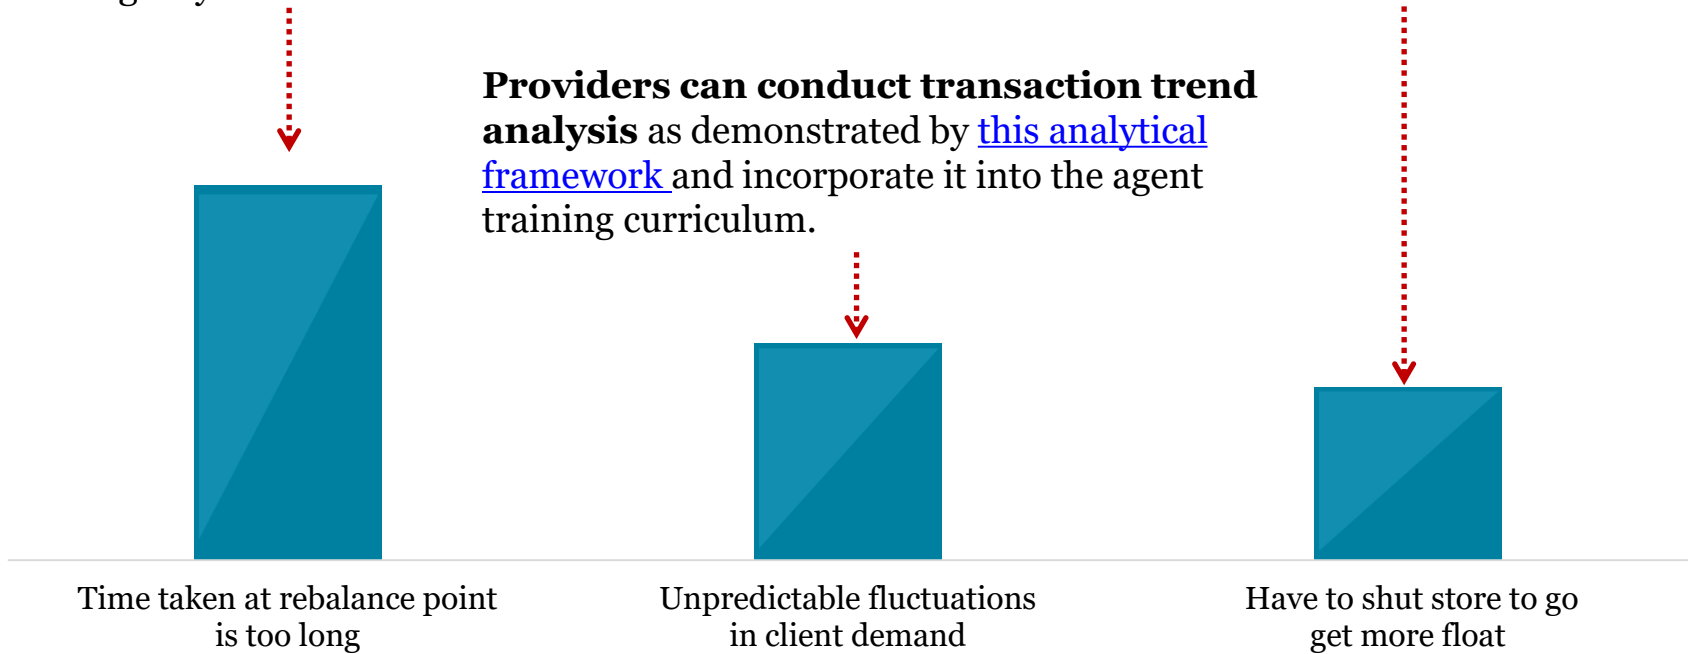 Providers can conduct transaction trend
analysis as demonstrated by this analytical
framework and incorporate it into the agent
training curriculum.
Time taken at rebalance point
is too long
Unpredictable fluctuations
in client demand
Have to shut store to go
get more float